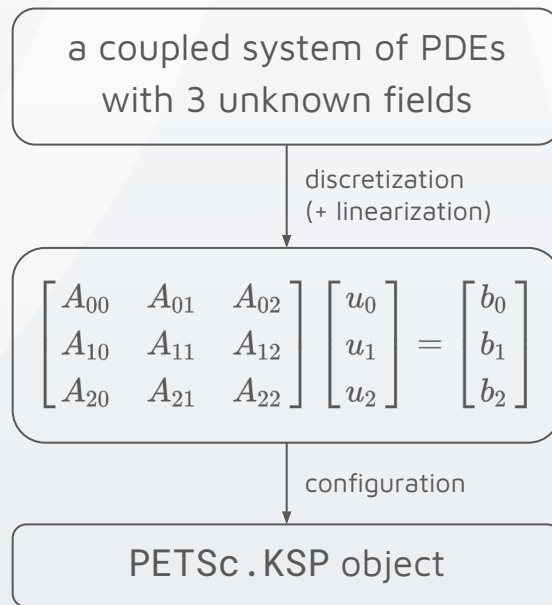 a coupled system of PDEs
with 3 unknown fields
discretization
(+ linearization)
[A₀₀ A₀₁ A₀₂] [u₀] [b₀]
[A₁₀ A₁₁ A₁₂] [u₁] = [b₁]
[A₂₀ A₂₁ A₂₂] [u₂] [b₂]
configuration
PETSc.KSP object